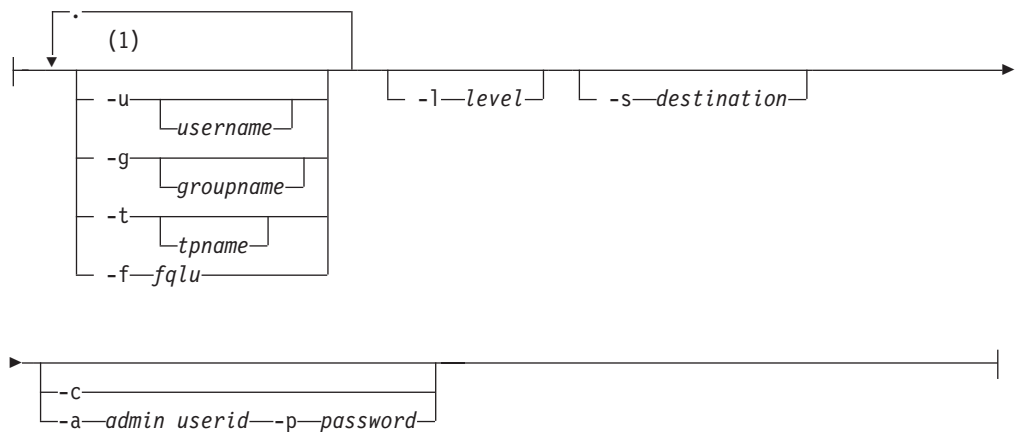 .
(1)
-u
username
-g
groupname
-t
tpname
-f fqlu
-l level
-s destination
-c
-a admin userid -p password